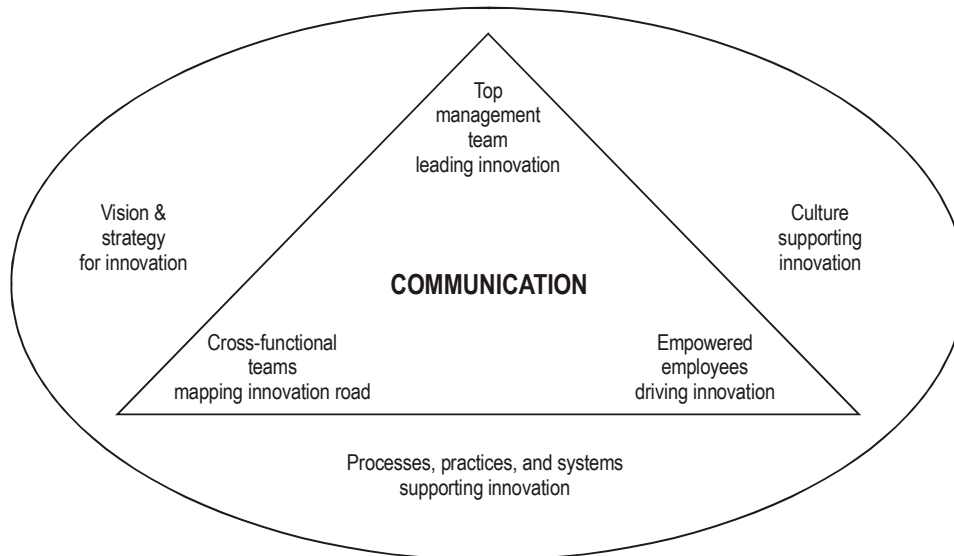 Top
management
team
leading innovation
Vision &
strategy
for innovation
Culture
supporting
innovation
COMMUNICATION
Cross-functional
teams
mapping innovation road
Empowered
employees
driving innovation
Processes, practices, and systems
supporting innovation